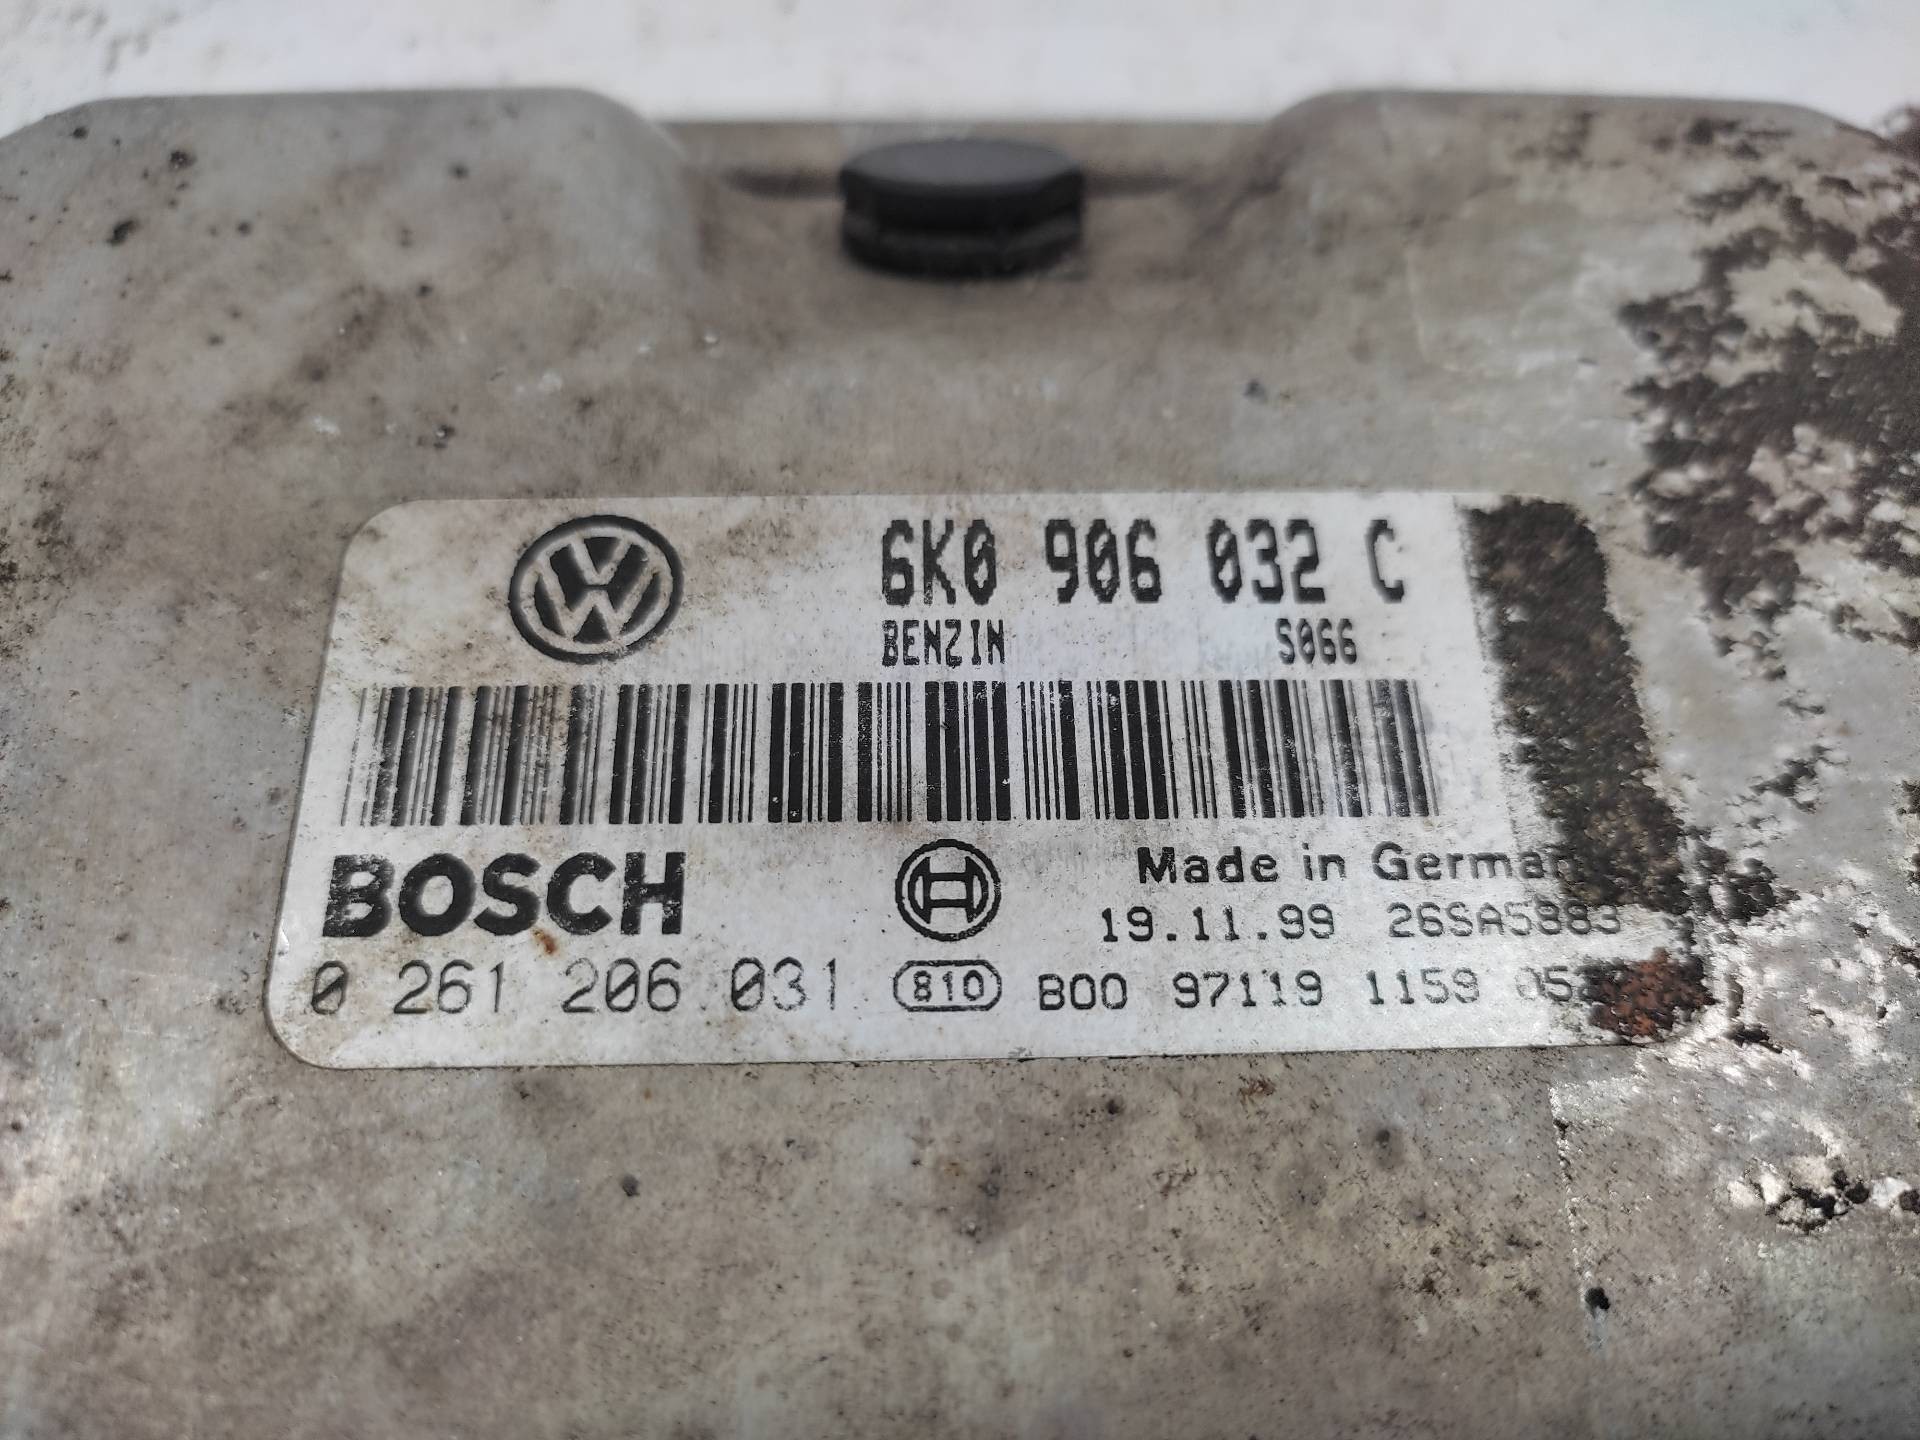 6K0 906 032 C
BENZIN S066
BOSCH
Made in
19.11.99 26SA5883
0 261 206 031 810 B00 97119 1159